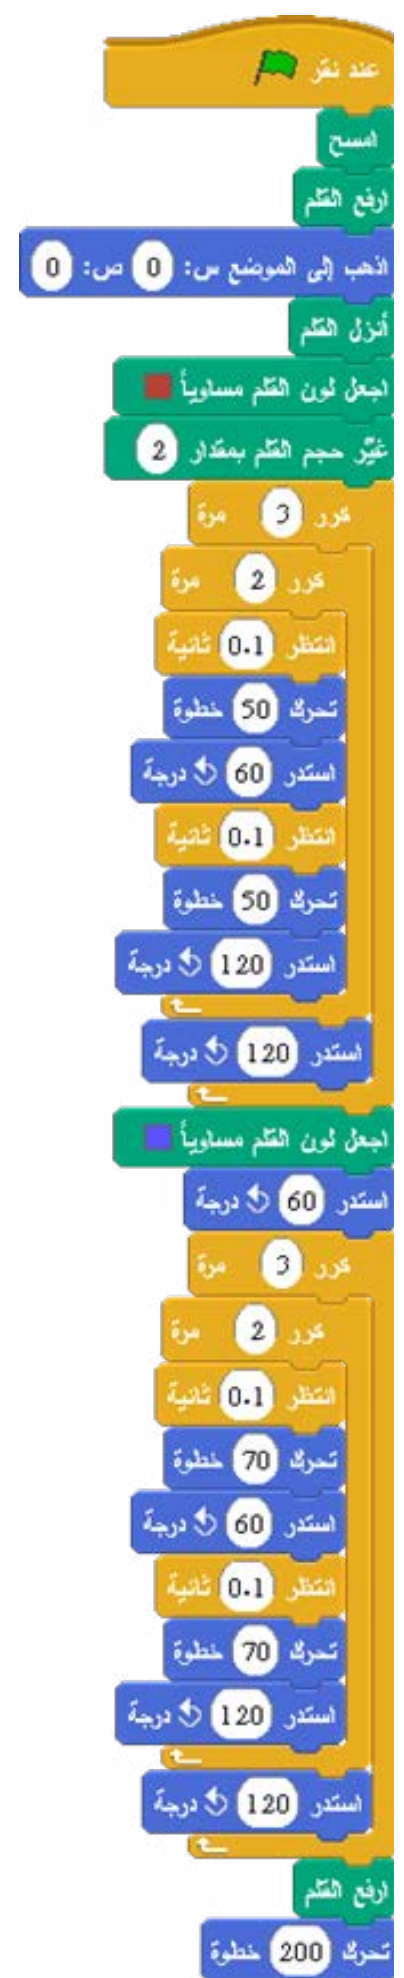 عند نقر
امسح
ارفع القلم
اذهب إلى الموضع س: 0 ص: 0
أنزل القلم
اجعل لون القلم مساوياً
غيّر حجم القلم بمقدار 2
كرر 3 مرة
كرر 2 مرة
انتظر 0.1 ثانية
تحرك 50 خطوة
استدر 60 درجة
انتظر 0.1 ثانية
تحرك 50 خطوة
استدر 120 درجة
استدر 120 درجة
اجعل لون القلم مساوياً
استدر 60 درجة
كرر 3 مرة
كرر 2 مرة
انتظر 0.1 ثانية
تحرك 70 خطوة
استدر 60 درجة
انتظر 0.1 ثانية
تحرك 70 خطوة
استدر 120 درجة
استدر 120 درجة
ارفع القلم
تحرك 200 خطوة